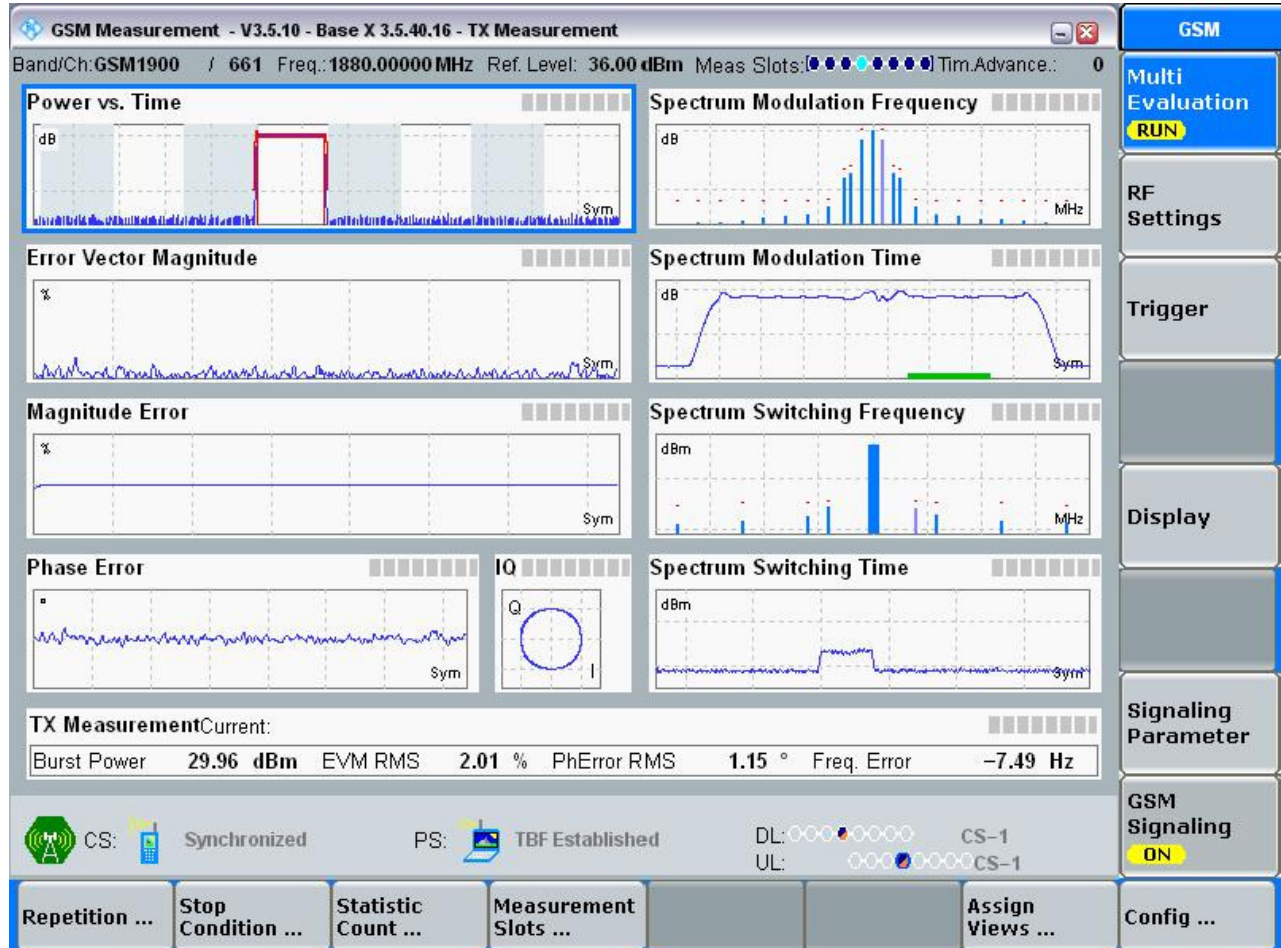 GSM Measurement - V3.5.10 - Base X 3.5.40.16 - TX Measurement
GSM
Band/Ch:GSM1900 / 661 Freq.:1880.00000 MHz Ref. Level: 36.00 dBm Meas Slots: Tim.Advance.: 0
Multi
Evaluation
RUN
Power vs. Time
dB
Sym
Spectrum Modulation Frequency
dB
MHz
RF
Settings
Error Vector Magnitude
%
Sym
Spectrum Modulation Time
dB
Sym
Trigger
Magnitude Error
%
Sym
Spectrum Switching Frequency
dBm
MHz
Display
Phase Error
°
Sym
IQ
Q
I
Spectrum Switching Time
dBm
Sym
TX MeasurementCurrent:
Burst Power 29.96 dBm EVM RMS 2.01 % PhError RMS 1.15 ° Freq. Error −7.49 Hz
Signaling
Parameter
CS: Synchronized PS: TBF Established DL: CS−1
UL: CS−1
GSM
Signaling
ON
Repetition ...
Stop
Condition ...
Statistic
Count ...
Measurement
Slots ...
Assign
Views ...
Config ...